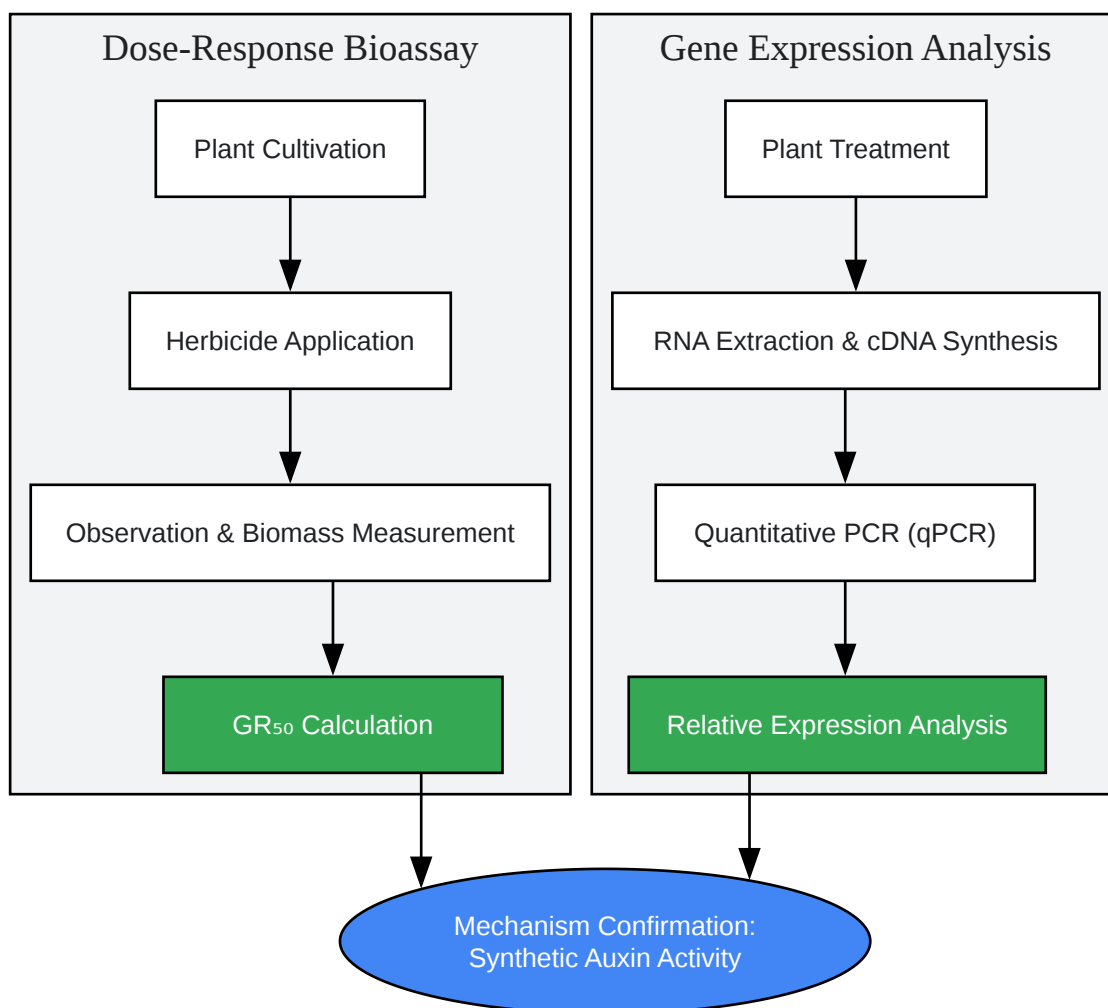 Dose-Response Bioassay
Plant Cultivation
Herbicide Application
Observation & Biomass Measurement
GR₅₀ Calculation
Gene Expression Analysis
Plant Treatment
RNA Extraction & cDNA Synthesis
Quantitative PCR (qPCR)
Relative Expression Analysis
Mechanism Confirmation:
Synthetic Auxin Activity